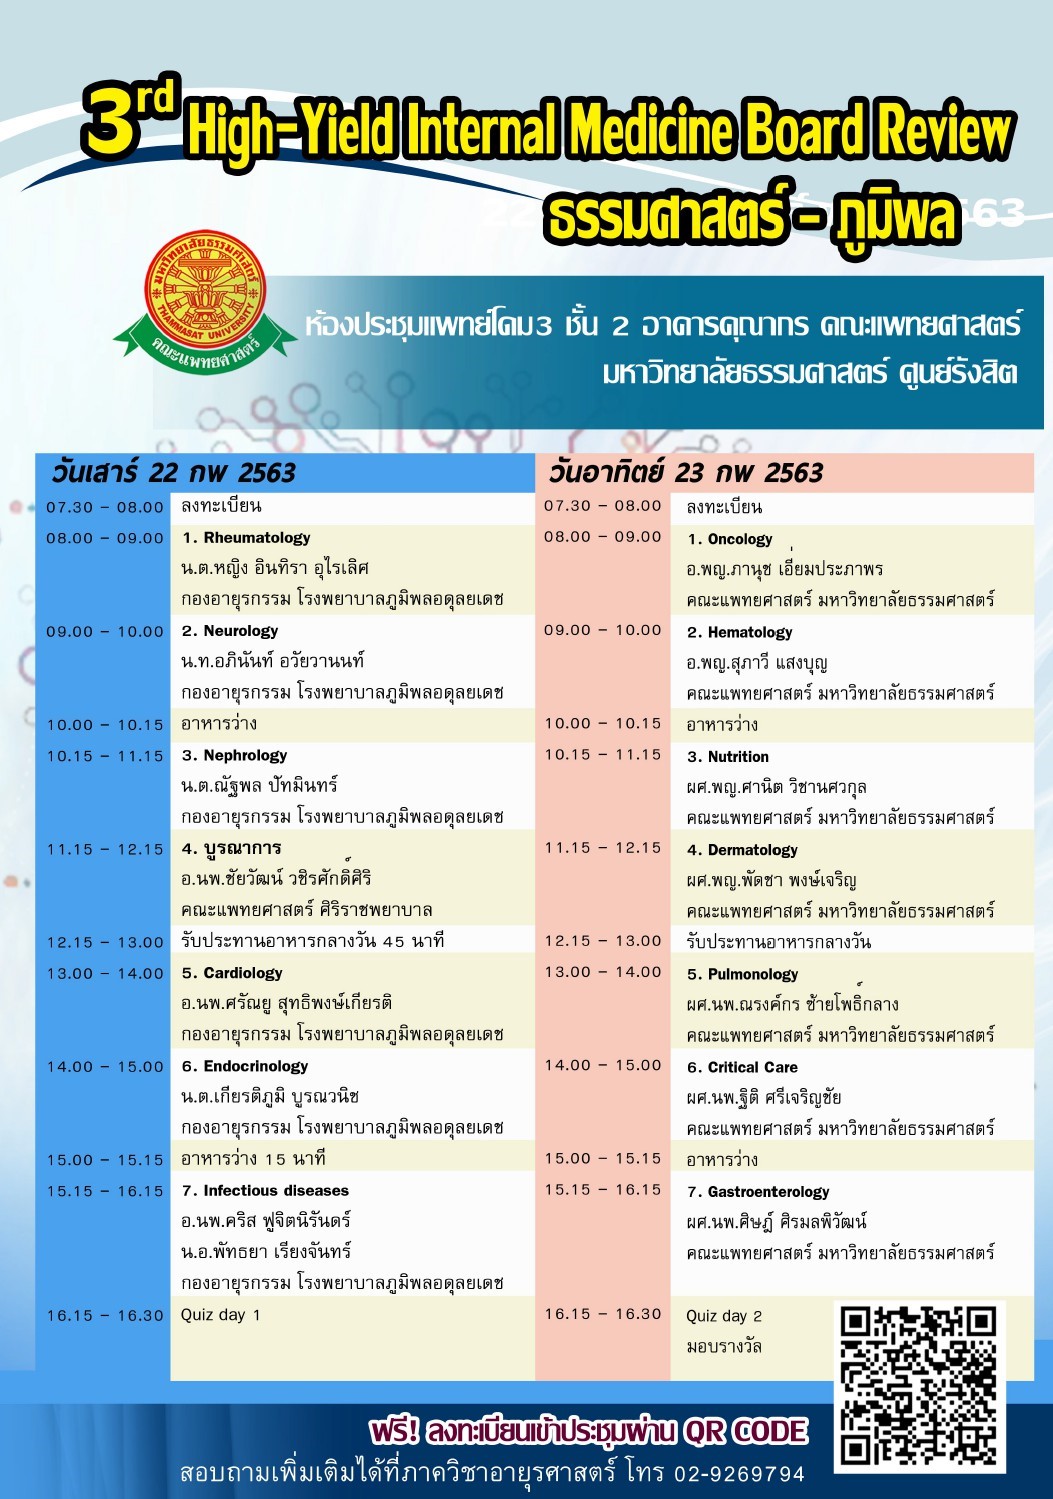 3rd High-Yield Internal Medicine Board Review
ธรรมศาสตร์ - ภูมิพล
22
563
มหาวิทยาลัยธรรมศาสตร์
THAMMASAT UNIVERSITY
คณะแพทยศาสตร์
ห้องประชุมแพทย์โดม3 ชั้น 2 อาคารคุณากร คณะแพทยศาสตร์
มหาวิทยาลัยธรรมศาสตร์ ศูนย์รังสิต
วันเสาร์ 22 กพ 2563
07.30 - 08.00 ลงทะเบียน
08.00 - 09.00 1. Rheumatology
น.ต.หญิง อินทิรา อุไรเลิศ
กองอายุรกรรม โรงพยาบาลภูมิพลอดุลยเดช
09.00 - 10.00 2. Neurology
น.ท.อภินันท์ อวัยวานนท์
กองอายุรกรรม โรงพยาบาลภูมิพลอดุลยเดช
10.00 - 10.15 อาหารว่าง
10.15 - 11.15 3. Nephrology
น.ต.ณัฐพล ปัทมินทร์
กองอายุรกรรม โรงพยาบาลภูมิพลอดุลยเดช
11.15 - 12.15 4. บูรณาการ
อ.นพ.ชัยวัฒน์ วชิรศักดิ์ศิริ
คณะแพทยศาสตร์ ศิริราชพยาบาล
12.15 - 13.00 รับประทานอาหารกลางวัน 45 นาที
13.00 - 14.00 5. Cardiology
อ.นพ.ศรัณยู สุทธิพงษ์เกียรติ
กองอายุรกรรม โรงพยาบาลภูมิพลอดุลยเดช
14.00 - 15.00 6. Endocrinology
น.ต.เกียรติภูมิ บูรณวนิช
กองอายุรกรรม โรงพยาบาลภูมิพลอดุลยเดช
15.00 - 15.15 อาหารว่าง 15 นาที
15.15 - 16.15 7. Infectious diseases
อ.นพ.คริส ฟูจิตนิรันดร์
น.อ.พัทธยา เรียงจันทร์
กองอายุรกรรม โรงพยาบาลภูมิพลอดุลยเดช
16.15 - 16.30 Quiz day 1
วันอาทิตย์ 23 กพ 2563
07.30 - 08.00 ลงทะเบียน
08.00 - 09.00 1. Oncology
อ.พญ.ภานุช เอี่ยมประภาพร
คณะแพทยศาสตร์ มหาวิทยาลัยธรรมศาสตร์
09.00 - 10.00 2. Hematology
อ.พญ.สุภาวี แสงบุญ
คณะแพทยศาสตร์ มหาวิทยาลัยธรรมศาสตร์
10.00 - 10.15 อาหารว่าง
10.15 - 11.15 3. Nutrition
ผศ.พญ.ศานิต วิชานศวกุล
คณะแพทยศาสตร์ มหาวิทยาลัยธรรมศาสตร์
11.15 - 12.15 4. Dermatology
ผศ.พญ.พัดชา พงษ์เจริญ
คณะแพทยศาสตร์ มหาวิทยาลัยธรรมศาสตร์
12.15 - 13.00 รับประทานอาหารกลางวัน
13.00 - 14.00 5. Pulmonology
ผศ.นพ.ณรงค์กร ซ้ายโพธิ์กลาง
คณะแพทยศาสตร์ มหาวิทยาลัยธรรมศาสตร์
14.00 - 15.00 6. Critical Care
ผศ.นพ.ฐิติ ศรีเจริญชัย
คณะแพทยศาสตร์ มหาวิทยาลัยธรรมศาสตร์
15.00 - 15.15 อาหารว่าง
15.15 - 16.15 7. Gastroenterology
ผศ.นพ.ศิษฎ์ ศิรมลพิวัฒน์
คณะแพทยศาสตร์ มหาวิทยาลัยธรรมศาสตร์
16.15 - 16.30 Quiz day 2
มอบรางวัล
ฟรี! ลงทะเบียนเข้าประชุมผ่าน QR CODE
สอบถามเพิ่มเติมได้ที่ภาควิชาอายุรศาสตร์ โทร 02-9269794